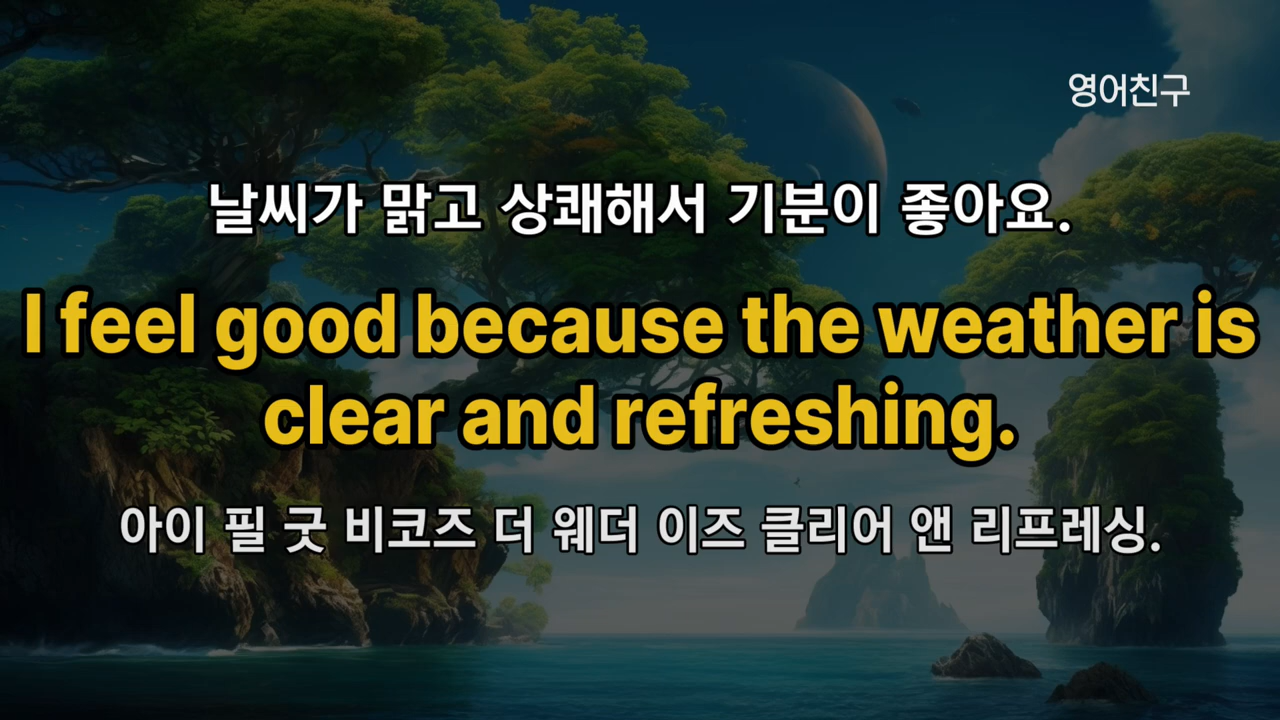 영어친구
날씨가 맑고 상쾌해서 기분이 좋아요.
I feel good because the weather is
clear and refreshing.
아이 필 굿 비코즈 더 웨더 이즈 클리어 앤 리프레싱.